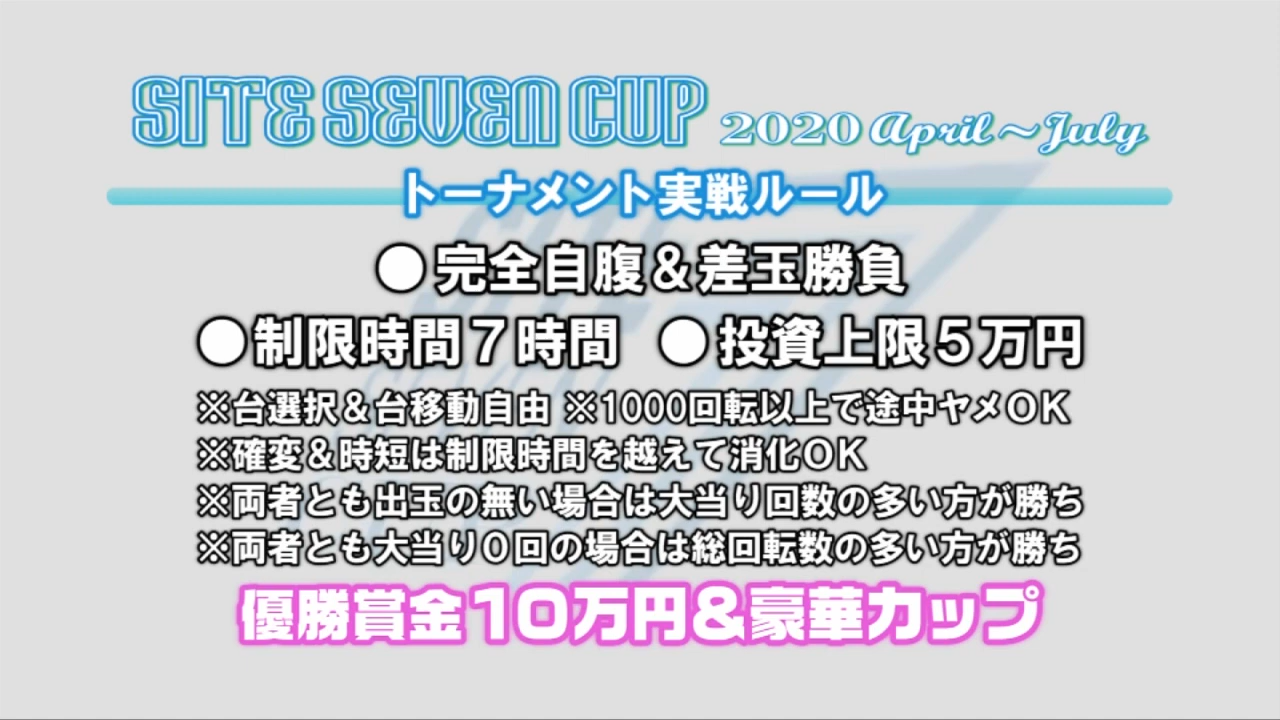 SITE SEVEN CUP 2020 April～July
トーナメント実戦ルール
●完全自腹＆差玉勝負
●制限時間７時間 ●投資上限５万円
※台選択＆台移動自由 ※1000回転以上で途中ヤメＯＫ
※確変＆時短は制限時間を越えて消化ＯＫ
※両者とも出玉の無い場合は大当り回数の多い方が勝ち
※両者とも大当り０回の場合は総回転数の多い方が勝ち
優勝賞金10万円&豪華カップ